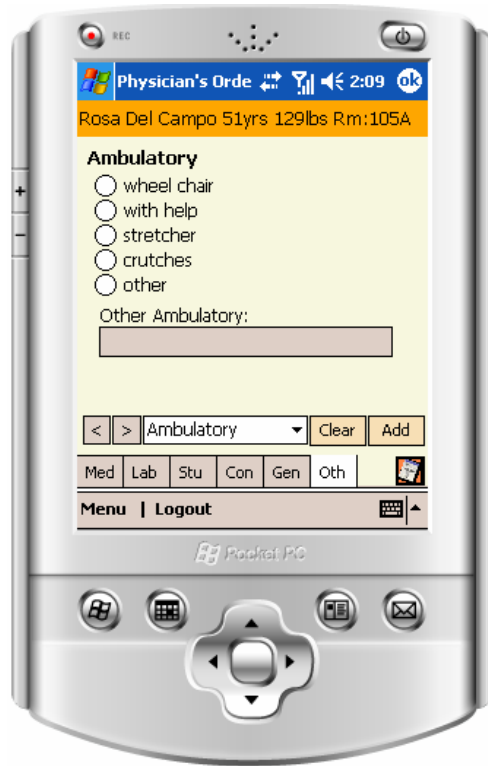 REC
Physician's Orde 2:09 ok
Rosa Del Campo 51yrs 129lbs Rm:105A
Ambulatory
wheel chair
with help
stretcher
crutches
other
Other Ambulatory:
< > Ambulatory Clear Add
Med Lab Stu Con Gen Oth
Menu | Logout
Pocket PC